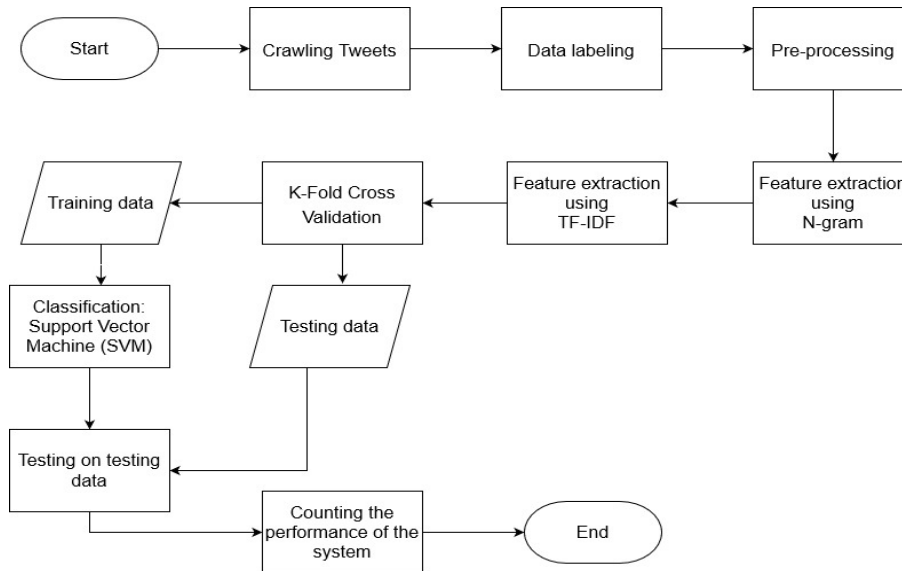 Start
Crawling Tweets
Data labeling
Pre-processing
Training data
K-Fold Cross
Validation
Feature extraction
using
TF-IDF
Feature extraction
using
N-gram
Classification:
Support Vector
Machine (SVM)
Testing data
Testing on testing
data
Counting the
performance of the
system
End